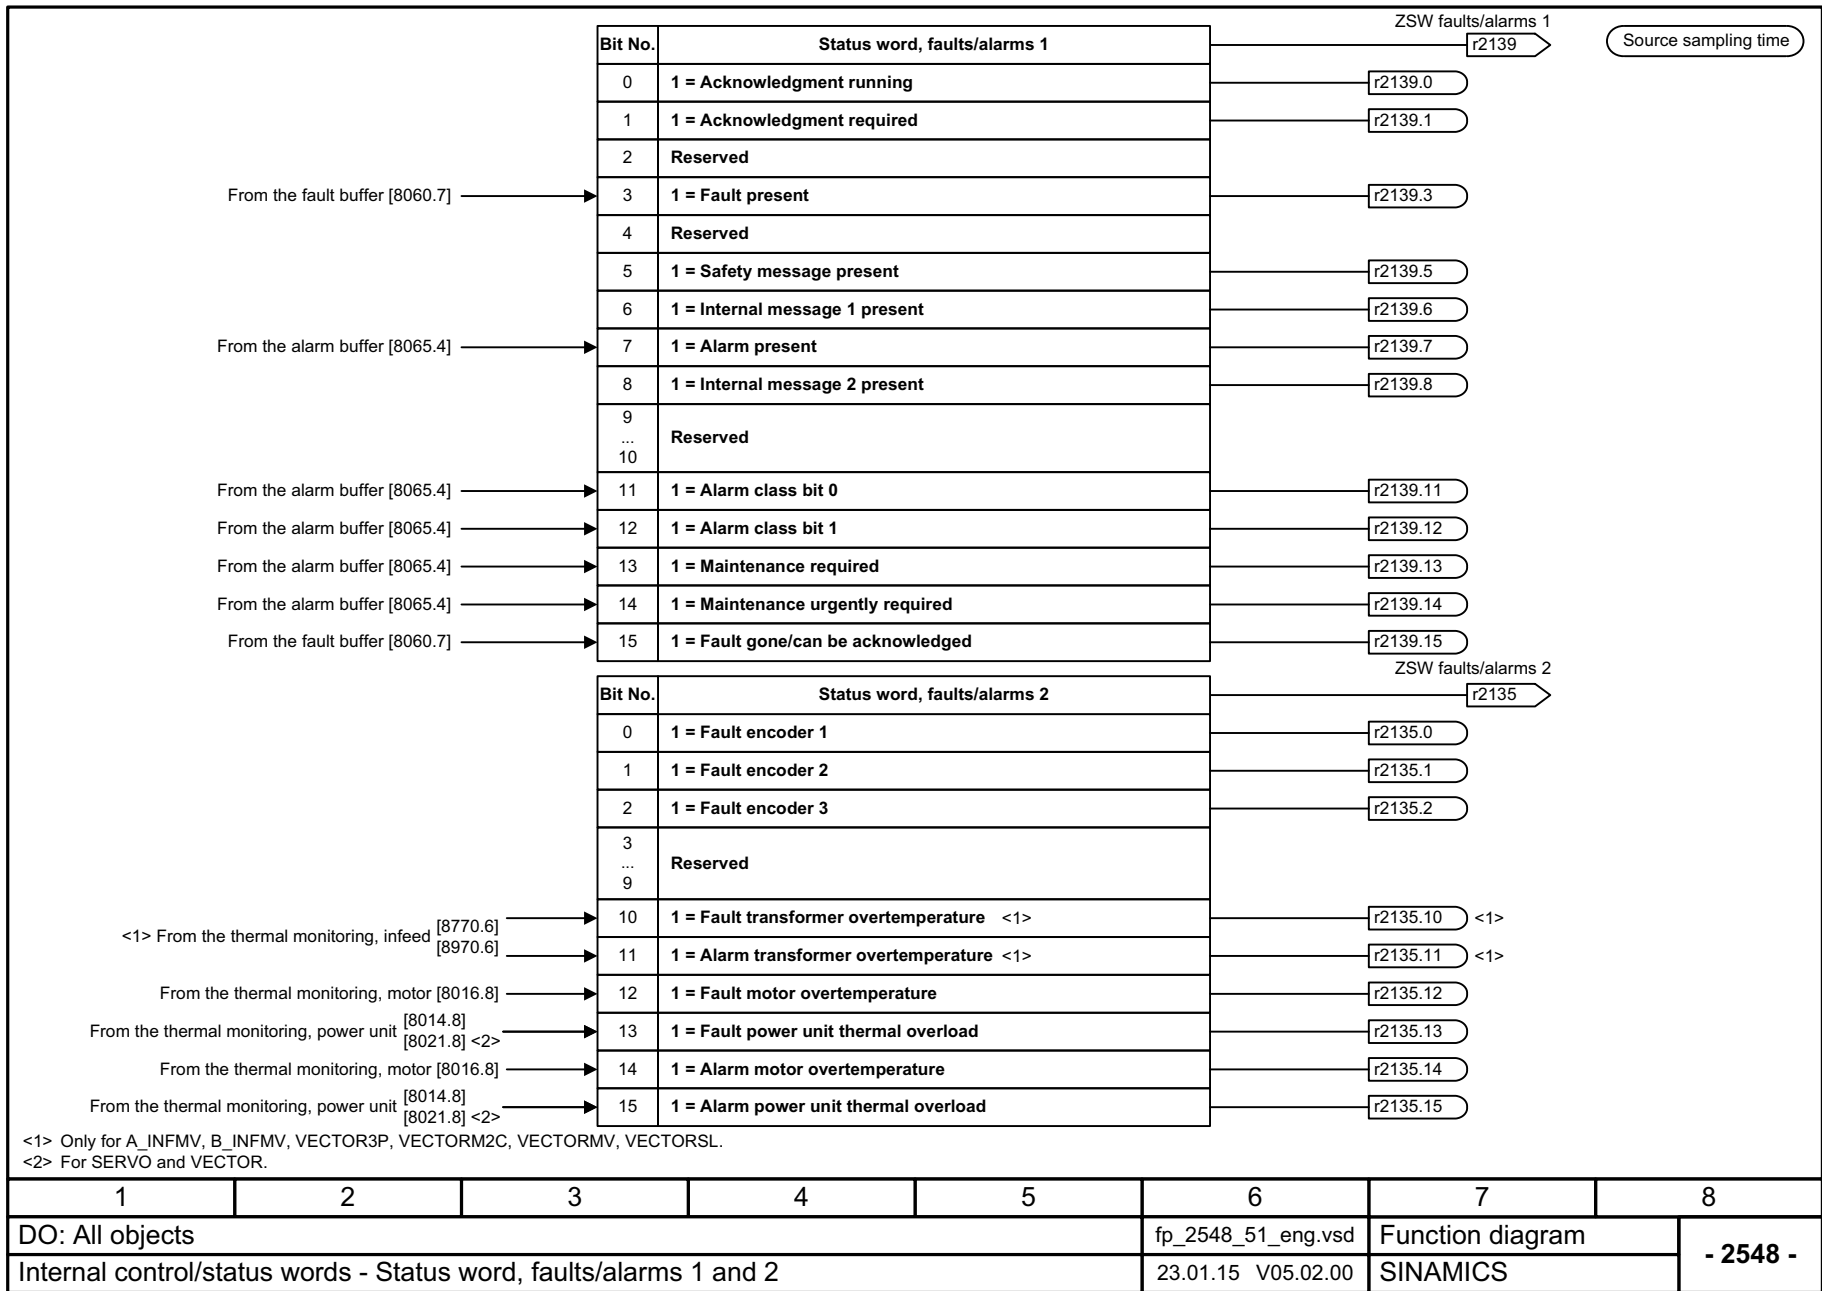 ZSW faults/alarms 1
Bit No. Status word, faults/alarms 1 r2139 Source sampling time
0 1 = Acknowledgment running r2139.0
1 1 = Acknowledgment required r2139.1
2 Reserved
From the fault buffer [8060.7] 3 1 = Fault present r2139.3
4 Reserved
5 1 = Safety message present r2139.5
6 1 = Internal message 1 present r2139.6
From the alarm buffer [8065.4] 7 1 = Alarm present r2139.7
8 1 = Internal message 2 present r2139.8
9
... Reserved
10
From the alarm buffer [8065.4] 11 1 = Alarm class bit 0 r2139.11
From the alarm buffer [8065.4] 12 1 = Alarm class bit 1 r2139.12
From the alarm buffer [8065.4] 13 1 = Maintenance required r2139.13
From the alarm buffer [8065.4] 14 1 = Maintenance urgently required r2139.14
From the fault buffer [8060.7] 15 1 = Fault gone/can be acknowledged r2139.15
ZSW faults/alarms 2
Bit No. Status word, faults/alarms 2 r2135
0 1 = Fault encoder 1 r2135.0
1 1 = Fault encoder 2 r2135.1
2 1 = Fault encoder 3 r2135.2
3
... Reserved
9
10 1 = Fault transformer overtemperature <1> r2135.10 <1>
<1> From the thermal monitoring, infeed [8770.6]
[8970.6]
11 1 = Alarm transformer overtemperature <1> r2135.11 <1>
From the thermal monitoring, motor [8016.8] 12 1 = Fault motor overtemperature r2135.12
From the thermal monitoring, power unit [8014.8]
[8021.8] <2> 13 1 = Fault power unit thermal overload r2135.13
From the thermal monitoring, motor [8016.8] 14 1 = Alarm motor overtemperature r2135.14
From the thermal monitoring, power unit [8014.8]
[8021.8] <2> 15 1 = Alarm power unit thermal overload r2135.15
<1> Only for A_INFMV, B_INFMV, VECTOR3P, VECTORM2C, VECTORMV, VECTORSL.
<2> For SERVO and VECTOR.
1 2 3 4 5 6 7 8
DO: All objects fp_2548_51_eng.vsd Function diagram
- 2548 -
Internal control/status words - Status word, faults/alarms 1 and 2 23.01.15 V05.02.00 SINAMICS